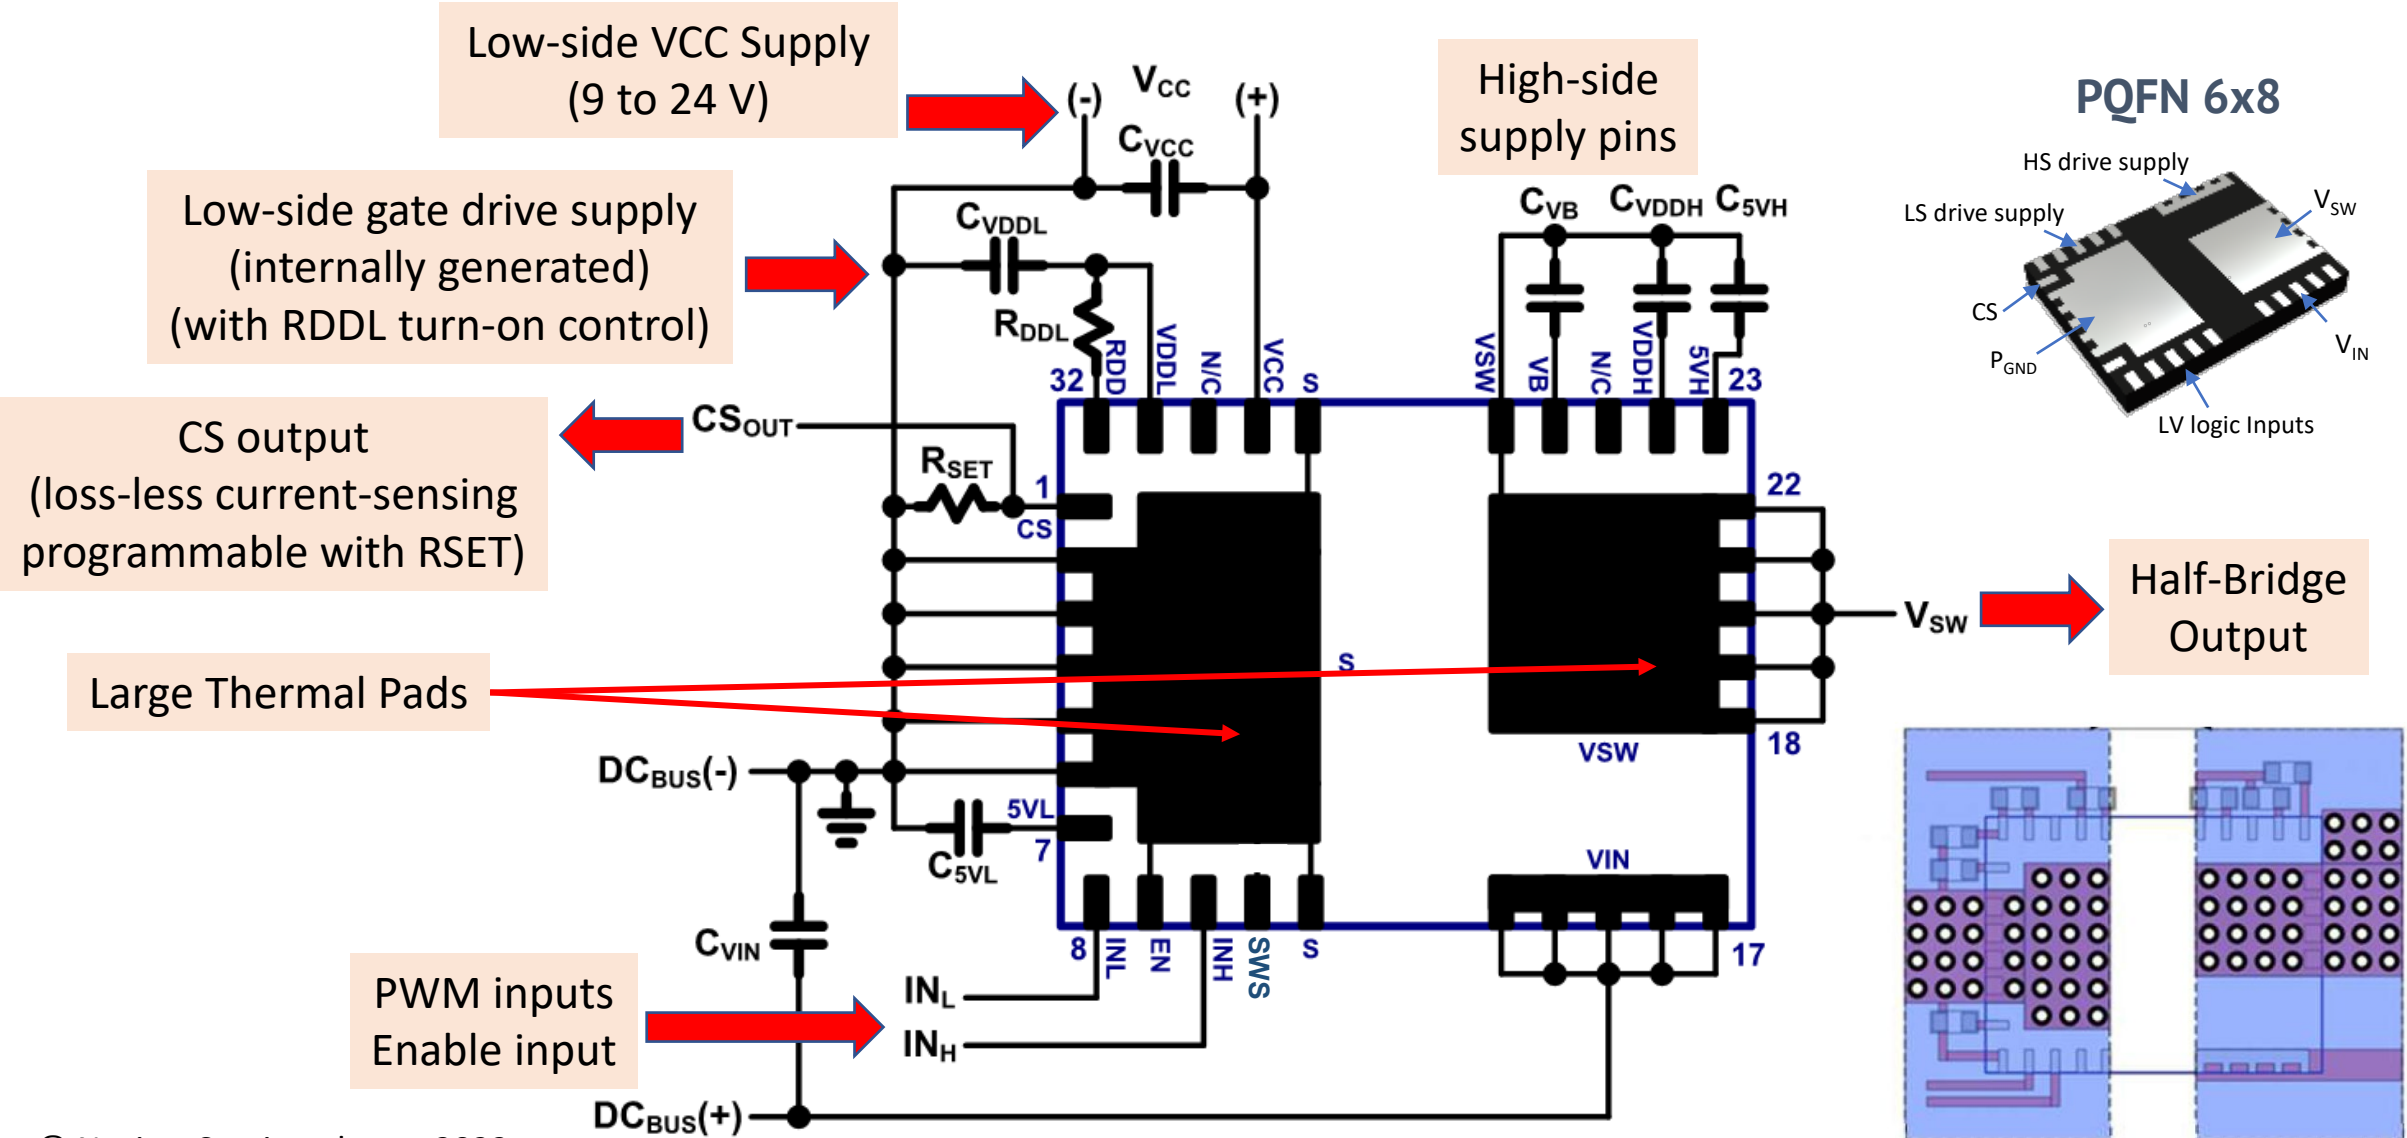 Low-side VCC Supply
(9 to 24 V)
(-)
VCC
(+)
CVCC
High-side
supply pins
PQFN 6x8
HS drive supply
LS drive supply
VSW
CS
PGND
VIN
LV logic Inputs
Low-side gate drive supply
(internally generated)
(with RDDL turn-on control)
CVDDL
RDDL
CVB
CVDDH
C5VH
32
RDD
VDDL
N/C
VCC
S
VSW
VB
N/C
VDDH
5VH
23
CSOUT
CS output
(loss-less current-sensing
programmable with RSET)
RSET
1
CS
22
Half-Bridge
Output
VSW
S
Large Thermal Pads
VSW
18
DCBUS(-)
5VL
7
C5VL
VIN
CVIN
8
INL
EN
INH
SWS
S
17
PWM inputs
Enable input
INL
INH
DCBUS(+)